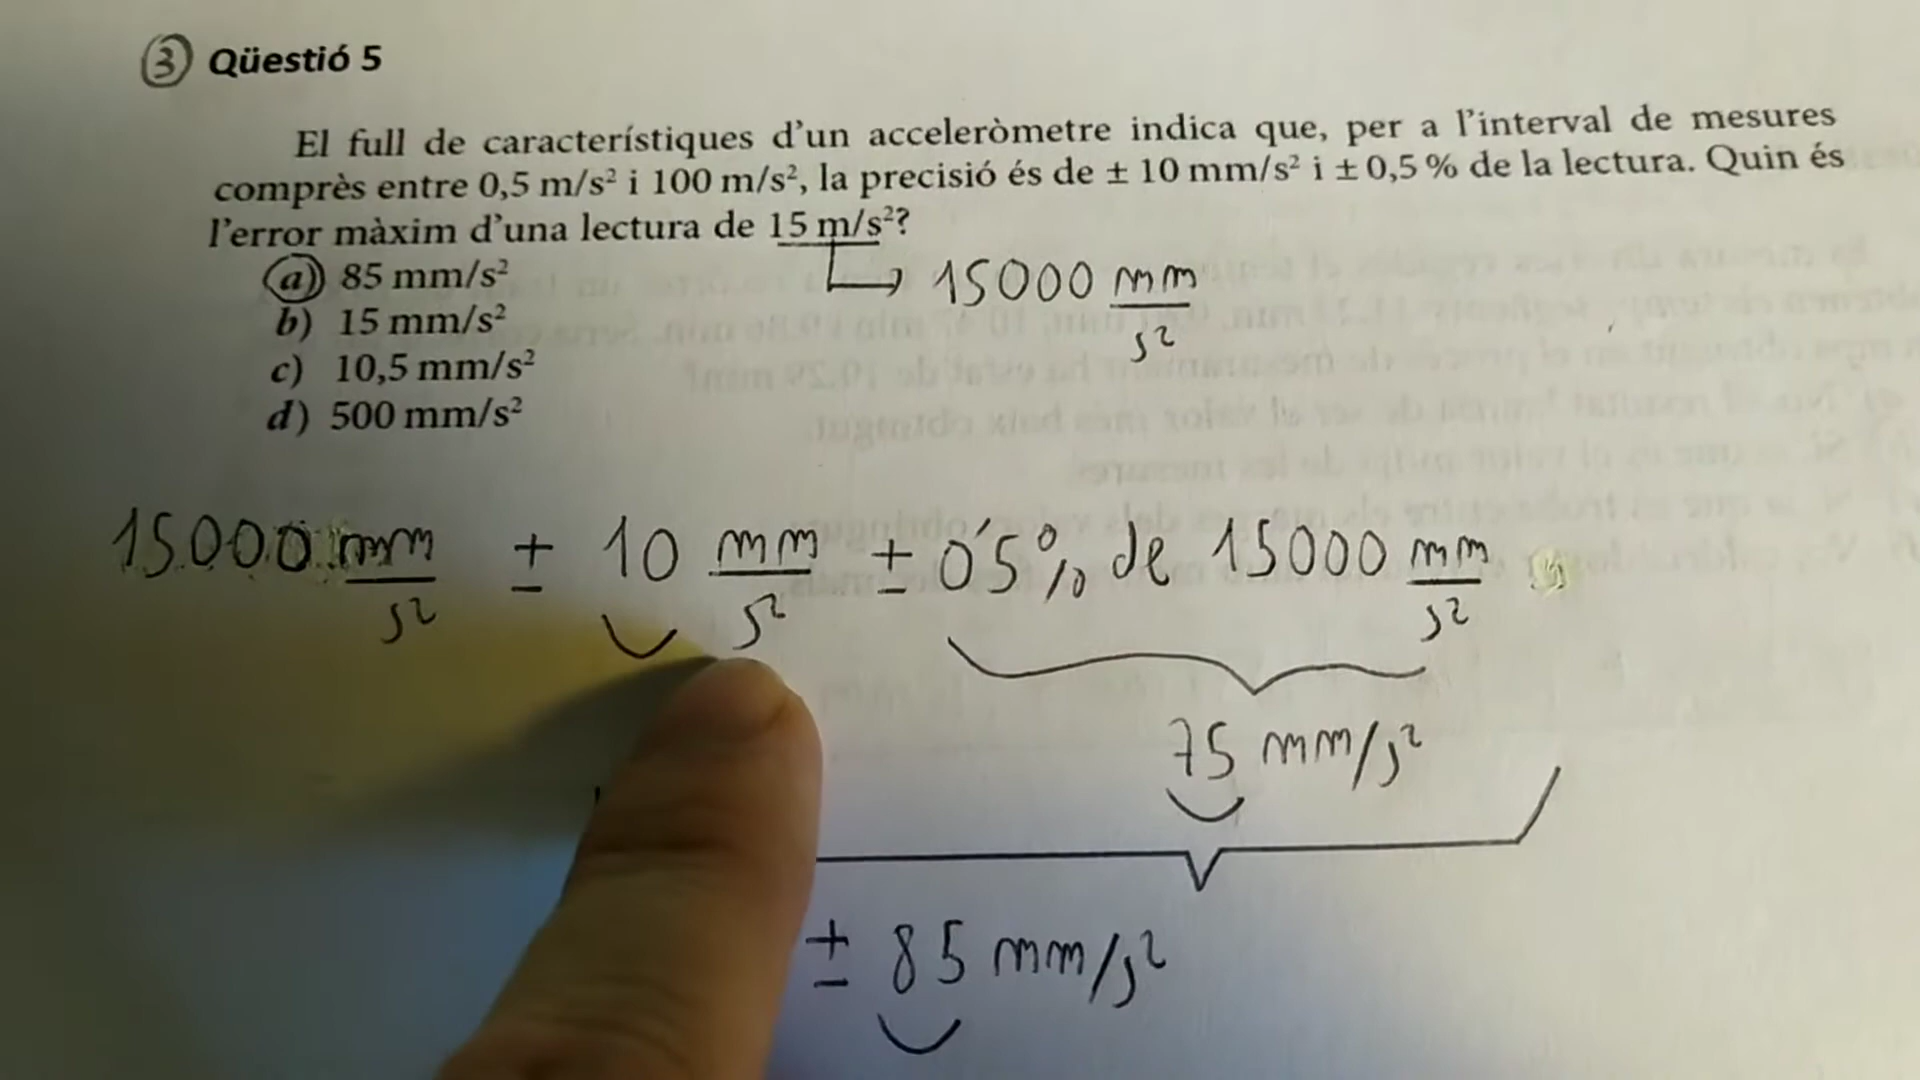 ③ Qüestió 5
El full de característiques d'un acceleròmetre indica que, per a l'interval de mesures
comprès entre 0,5 m/s² i 100 m/s², la precisió és de ± 10 mm/s² i ± 0,5 % de la lectura. Quin és
l'error màxim d'una lectura de 15 m/s²?
a) 85 mm/s²
b) 15 mm/s²
c) 10,5 mm/s²
d) 500 mm/s²
↳ 15000 mm/s²
15.000 mm/s² ± 10 mm/s² ± 0'5% de 15000 mm/s²
75 mm/s²
± 85 mm/s²